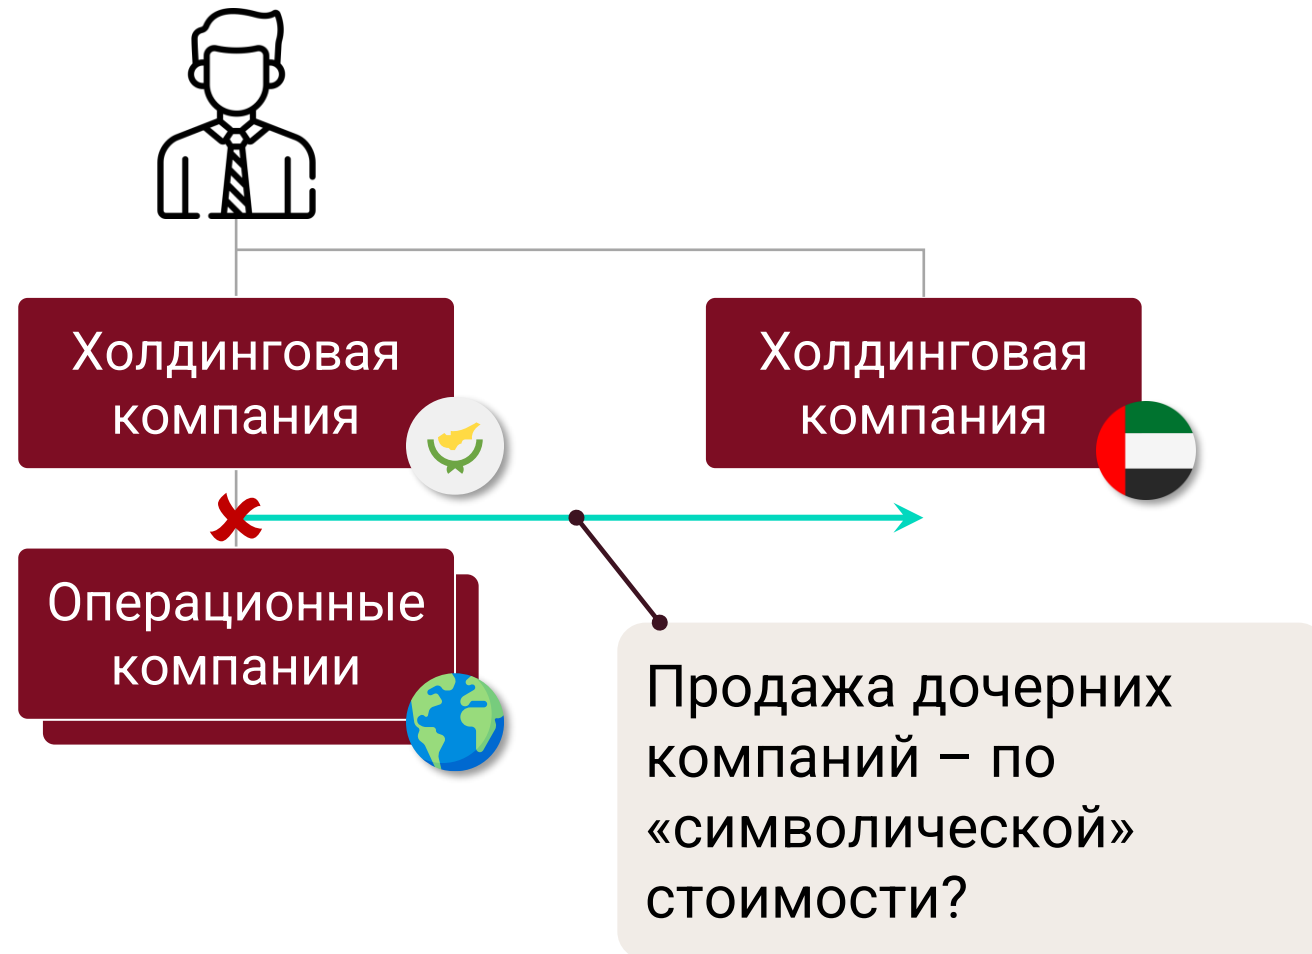 Холдинговая
компания
Холдинговая
компания
Операционные
компании
Продажа дочерних
компаний – по
«символической»
стоимости?